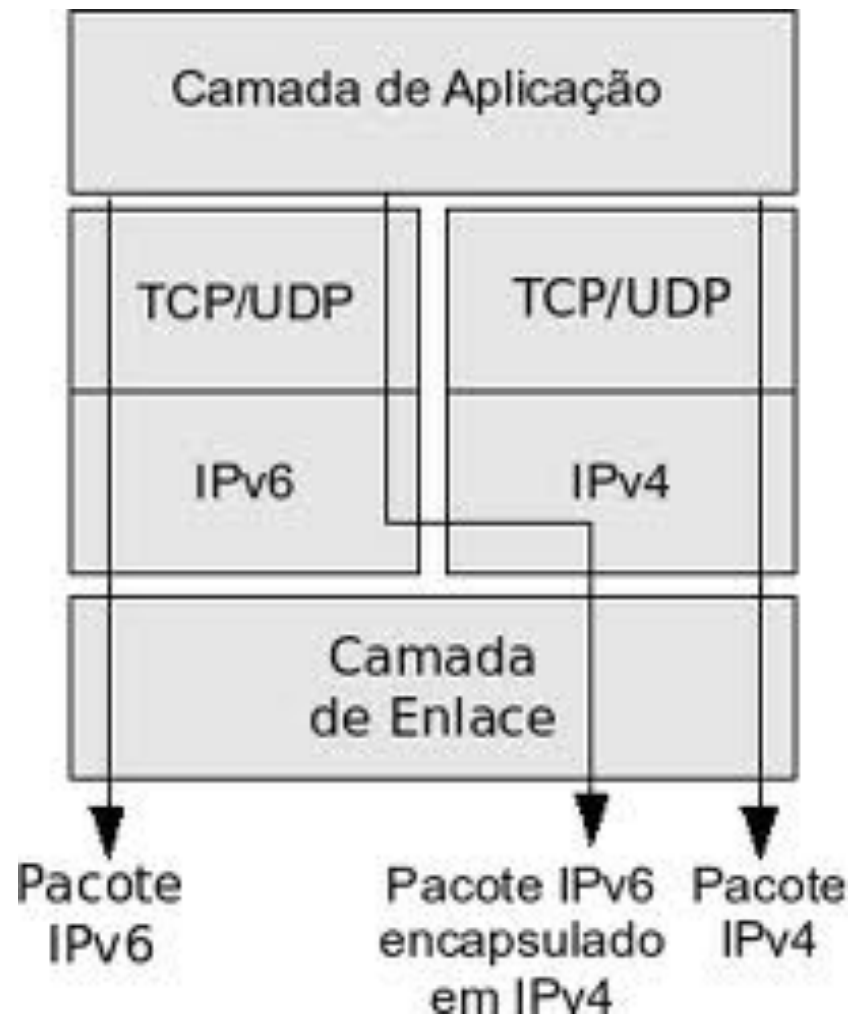 Camada de Aplicação
TCP/UDP
TCP/UDP
IPv6
IPv4
Camada
de Enlace
Pacote
IPv6
Pacote IPv6
encapsulado
em IPv4
Pacote
IPv4